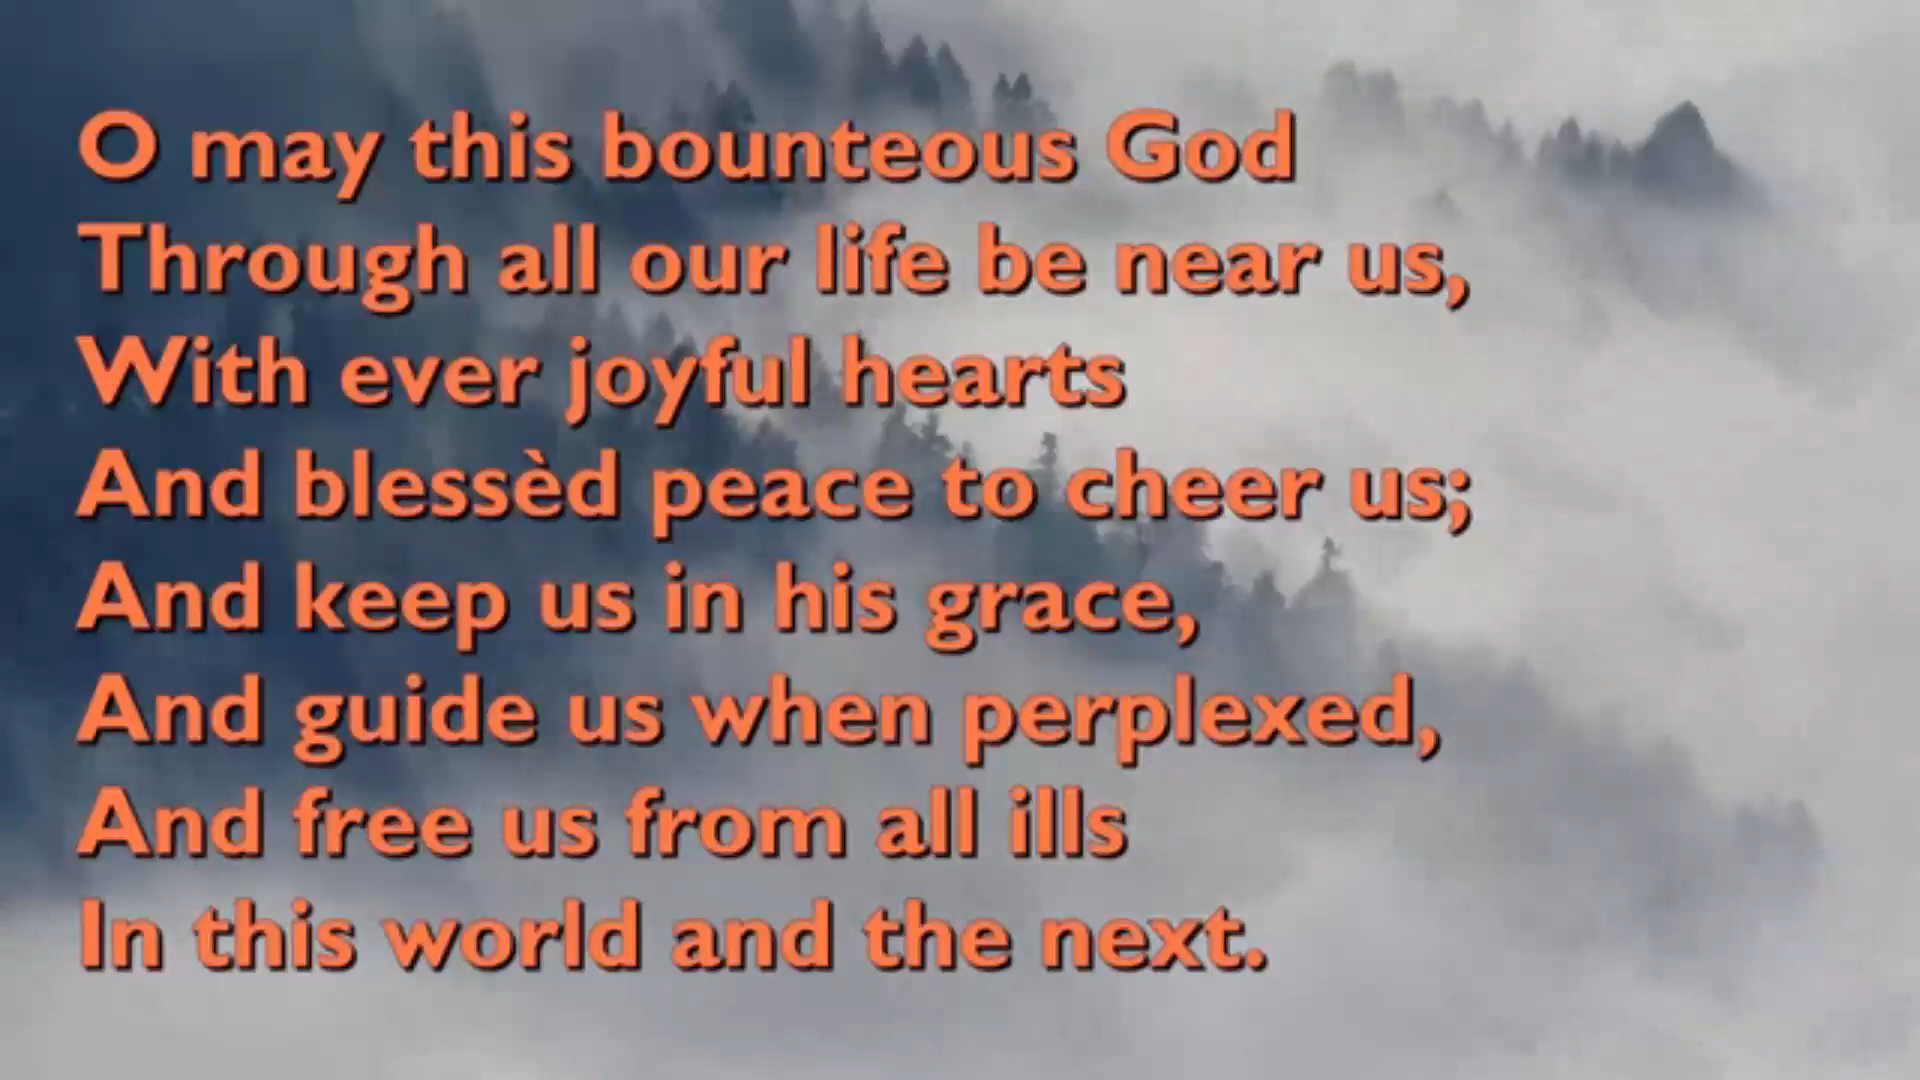 O may this bounteous God
Through all our life be near us,
With ever joyful hearts
And blessèd peace to cheer us;
And keep us in his grace,
And guide us when perplexed,
And free us from all ills
In this world and the next.